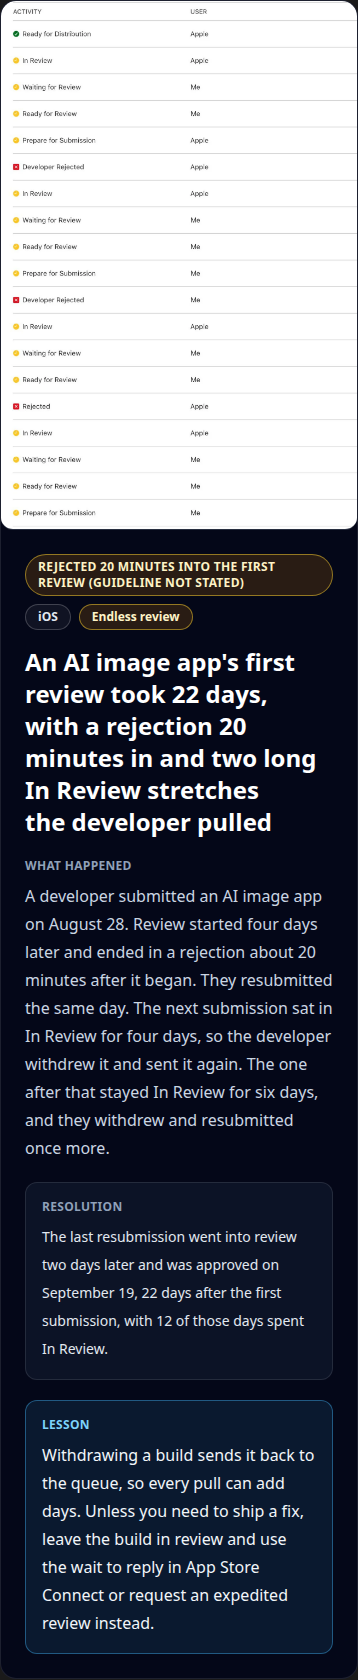 ACTIVITY USER
Ready for Distribution Apple
In Review Apple
Waiting for Review Me
Ready for Review Me
Prepare for Submission Apple
Developer Rejected Apple
In Review Apple
Waiting for Review Me
Ready for Review Me
Prepare for Submission Me
Developer Rejected Me
In Review Apple
Waiting for Review Me
Ready for Review Me
Rejected Apple
In Review Apple
Waiting for Review Me
Ready for Review Me
Prepare for Submission Me
REJECTED 20 MINUTES INTO THE FIRST
REVIEW (GUIDELINE NOT STATED)
iOS Endless review
An AI image app's first
review took 22 days,
with a rejection 20
minutes in and two long
In Review stretches
the developer pulled
WHAT HAPPENED
A developer submitted an AI image app
on August 28. Review started four days
later and ended in a rejection about 20
minutes after it began. They resubmitted
the same day. The next submission sat in
In Review for four days, so the developer
withdrew it and sent it again. The one
after that stayed In Review for six days,
and they withdrew and resubmitted
once more.
RESOLUTION
The last resubmission went into review
two days later and was approved on
September 19, 22 days after the first
submission, with 12 of those days spent
In Review.
LESSON
Withdrawing a build sends it back to
the queue, so every pull can add
days. Unless you need to ship a fix,
leave the build in review and use
the wait to reply in App Store
Connect or request an expedited
review instead.